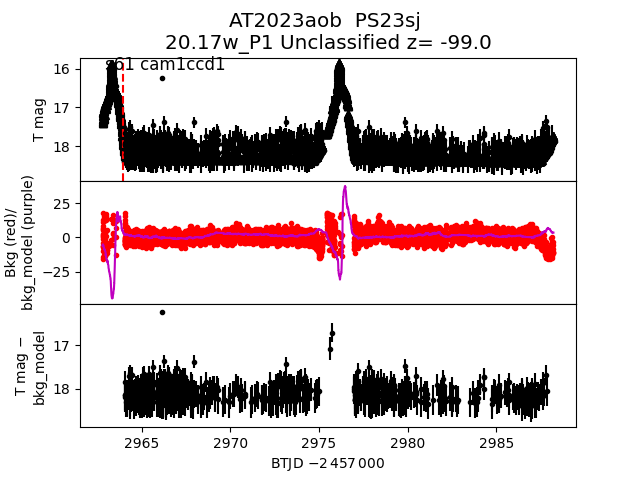 AT2023aob  PS23sj
20.17w_P1 Unclassified z= -99.0
s61 cam1ccd1
16
17
18
T mag
25
0
−25
Bkg (red)/
bkg_model (purple)
17
18
T mag −
bkg_model
2965
2970
2975
2980
2985
BTJD −2 457 000